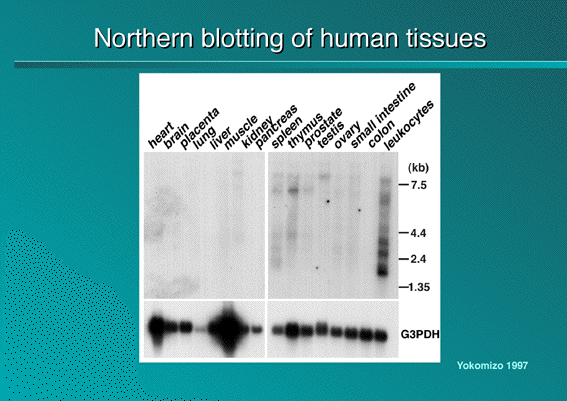 Northern blotting of human tissues
heart
brain
placenta
lung
liver
muscle
kidney
pancreas
spleen
thymus
prostate
testis
ovary
small intestine
colon
leukocytes
(kb)
7.5
4.4
2.4
1.35
G3PDH
Yokomizo 1997